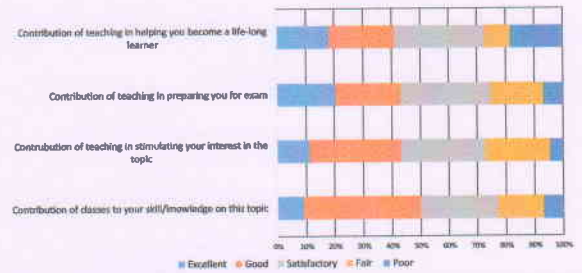 Contribution of teaching in helping you become a life-long
learner
Contribution of teaching in preparing you for exam
Contrubution of teaching in stimulating your interest in the
topic
Contribution of classes to your skill/imowledge on this topic
0% 10% 20% 30% 40% 50% 60% 70% 80% 90% 100%
Excellent Good Satisfactory Fair Poor